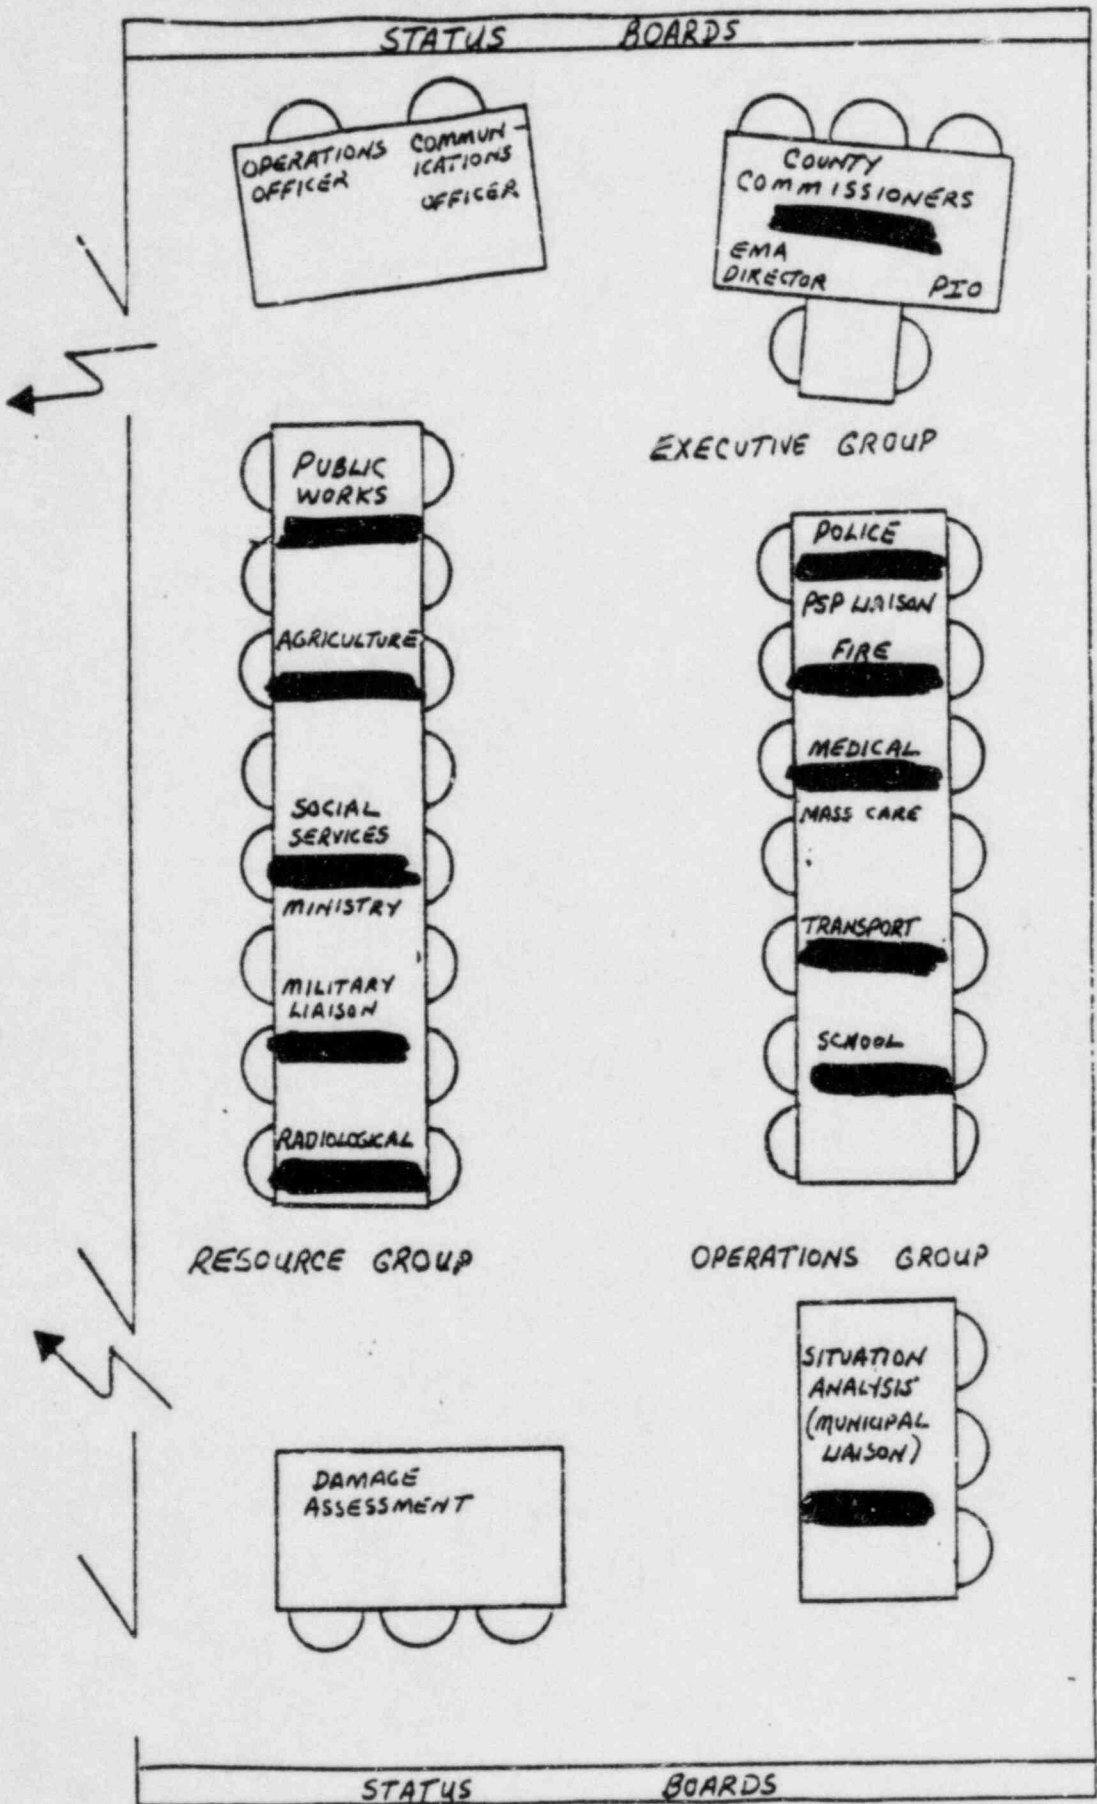 STATUS BOARDS
OPERATIONS
OFFICER
COMMUN-
ICATIONS
OFFICER
COUNTY
COMMISSIONERS
EMA
DIRECTOR
PIO
EXECUTIVE GROUP
PUBLIC
WORKS
AGRICULTURE
SOCIAL
SERVICES
MINISTRY
MILITARY
LIAISON
RADIOLOGICAL
RESOURCE GROUP
POLICE
PSP LIAISON
FIRE
MEDICAL
MASS CARE
TRANSPORT
SCHOOL
OPERATIONS GROUP
SITUATION
ANALYSIS
(MUNICIPAL
LIAISON)
DAMAGE
ASSESSMENT
STATUS BOARDS